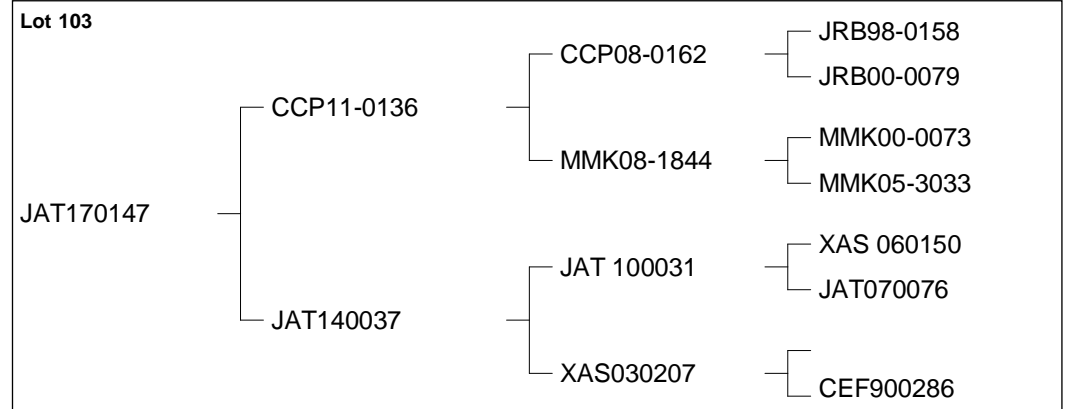 Lot 103
JRB98-0158
CCP08-0162
JRB00-0079
CCP11-0136
MMK00-0073
MMK08-1844
MMK05-3033
JAT170147
XAS 060150
JAT 100031
JAT070076
JAT140037
XAS030207
CEF900286